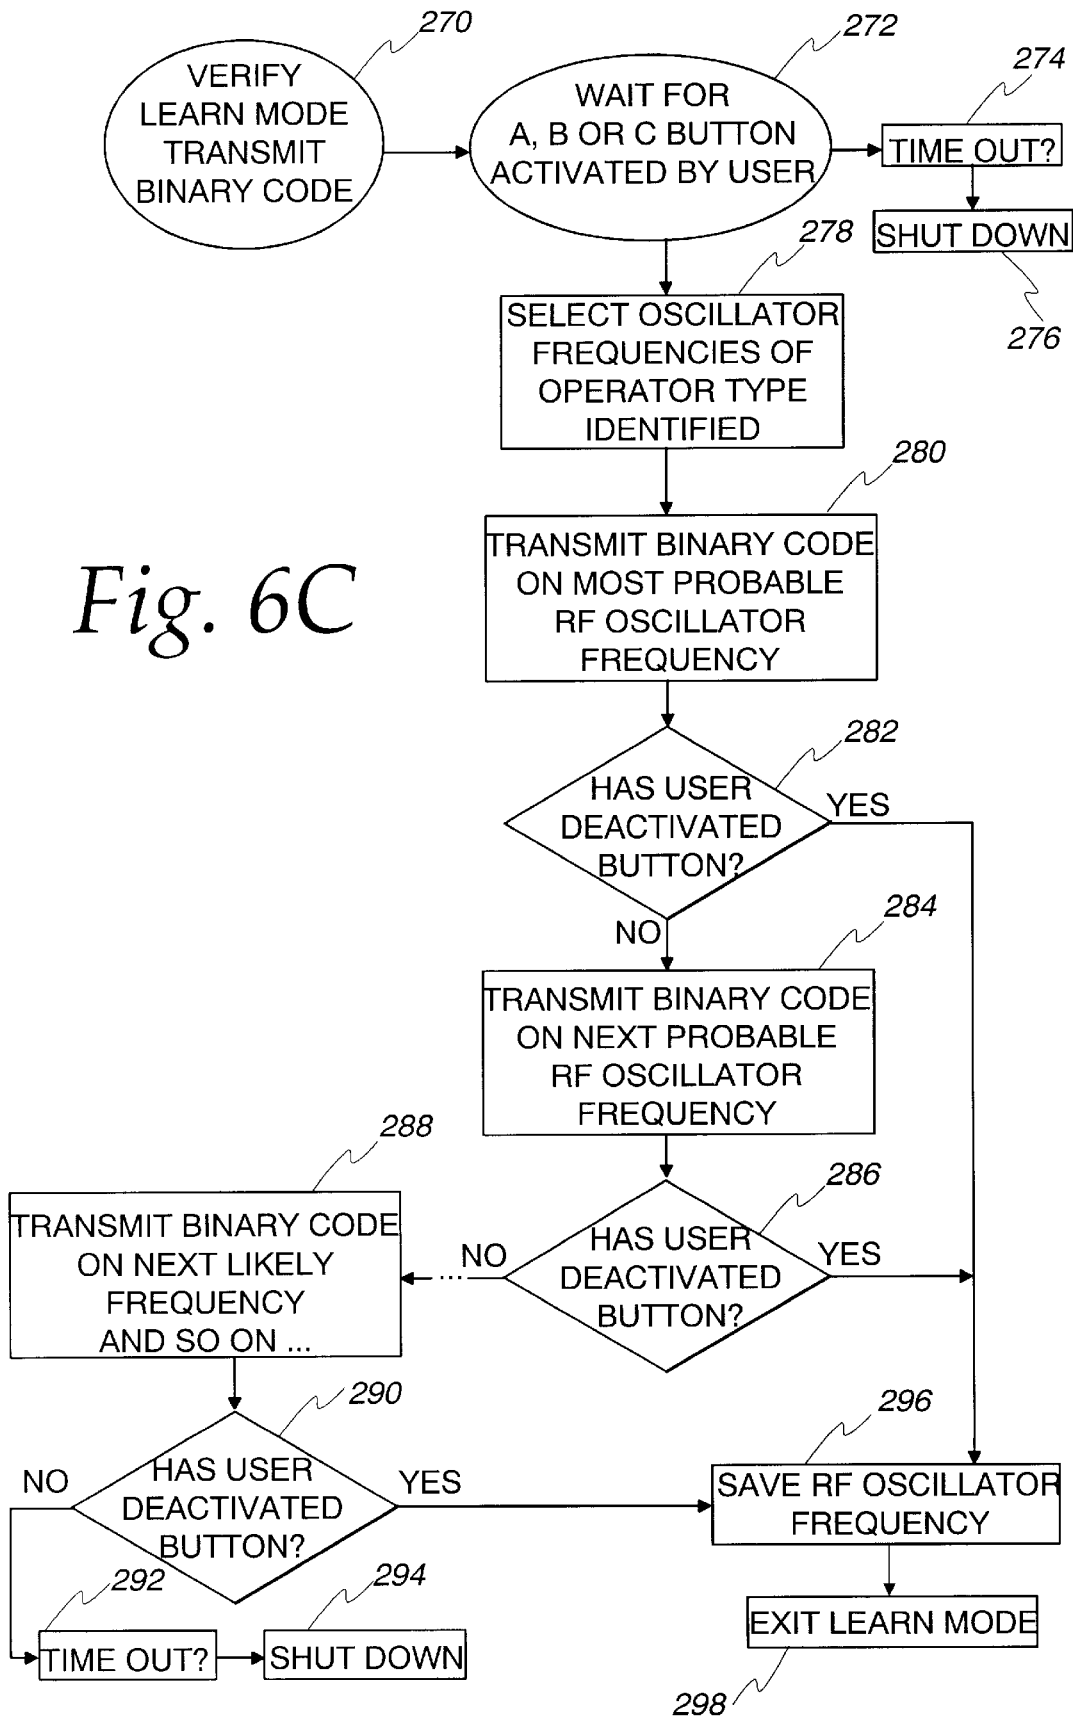 270
VERIFY
LEARN MODE
TRANSMIT
BINARY CODE
272
WAIT FOR
A, B OR C BUTTON
ACTIVATED BY USER
274
TIME OUT?
SHUT DOWN
276
278
SELECT OSCILLATOR
FREQUENCIES OF
OPERATOR TYPE
IDENTIFIED
280
TRANSMIT BINARY CODE
ON MOST PROBABLE
RF OSCILLATOR
FREQUENCY
Fig. 6C
282
HAS USER
DEACTIVATED
BUTTON?
YES
NO
284
TRANSMIT BINARY CODE
ON NEXT PROBABLE
RF OSCILLATOR
FREQUENCY
286
HAS USER
DEACTIVATED
BUTTON?
YES
NO
...
288
TRANSMIT BINARY CODE
ON NEXT LIKELY
FREQUENCY
AND SO ON ...
290
HAS USER
DEACTIVATED
BUTTON?
NO
YES
292
TIME OUT?
294
SHUT DOWN
296
SAVE RF OSCILLATOR
FREQUENCY
EXIT LEARN MODE
298